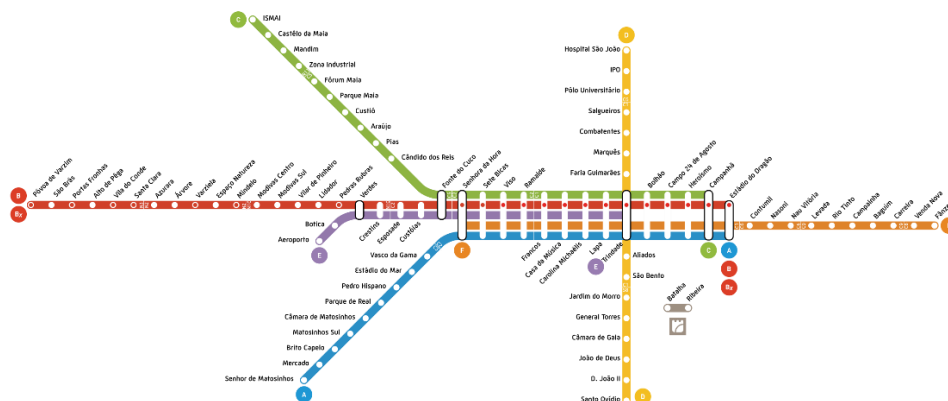 C
ISMAI
Castêlo da Maia
Mandim
Zona Industrial
Fórum Maia
Parque Maia
Custió
Araújo
Pias
Cândido dos Reis
D
Hospital São João
IPO
Pólo Universitário
Salgueiros
Combatentes
Marquês
Faria Guimarães
B
Bx
Póvoa de Varzim
São Brás
Portas Fronhas
Alto de Pêga
Vila do Conde
Santa Clara
Azurara
Árvore
Varziela
Espaço Natureza
Mindelo
Modivas Centro
Modivas Sul
Vilar de Pinheiro
Lidador
Pedras Rubras
Verdes
Fonte do Cuco
Senhora da Hora
Sete Bicas
Viso
Ramalde
Bolhão
Campo 24 de Agosto
Heroísmo
Campanhã
Estádio do Dragão
Contumil
Nasoni
Nau Vitória
Levada
Rio Tinto
Campainha
Baguim
Carreira
Venda Nova
Botica
Aeroporto
E
Crestins
Esposade
Custóias
Francos
Casa da Música
Carolina Michaëlis
Lapa
Trindade
F
E
C
A
B
Bx
Vasco da Gama
Estádio do Mar
Pedro Hispano
Parque de Real
Câmara de Matosinhos
Matosinhos Sul
Brito Capelo
Mercado
Senhor de Matosinhos
A
Aliados
São Bento
Jardim do Morro
General Torres
Câmara de Gaia
João de Deus
D. João II
Santo Ovídio
D
Batalha
Ribeira